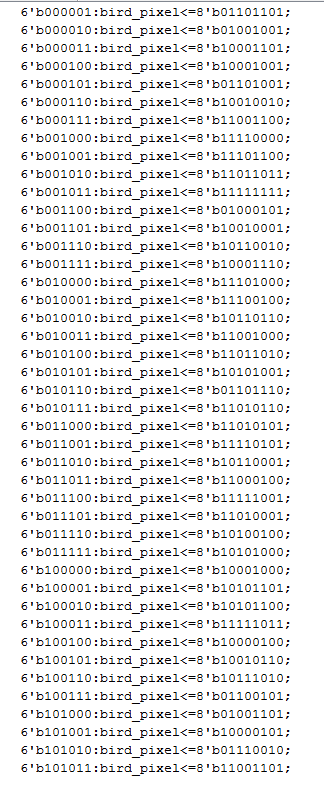 6'b000001:bird_pixel<=8'b01101101;
6'b000010:bird_pixel<=8'b01001001;
6'b000011:bird_pixel<=8'b10001101;
6'b000100:bird_pixel<=8'b10001001;
6'b000101:bird_pixel<=8'b01101001;
6'b000110:bird_pixel<=8'b10010010;
6'b000111:bird_pixel<=8'b11001100;
6'b001000:bird_pixel<=8'b11110000;
6'b001001:bird_pixel<=8'b11101100;
6'b001010:bird_pixel<=8'b11011011;
6'b001011:bird_pixel<=8'b11111111;
6'b001100:bird_pixel<=8'b01000101;
6'b001101:bird_pixel<=8'b10010001;
6'b001110:bird_pixel<=8'b10110010;
6'b001111:bird_pixel<=8'b10001110;
6'b010000:bird_pixel<=8'b11101000;
6'b010001:bird_pixel<=8'b11100100;
6'b010010:bird_pixel<=8'b10110110;
6'b010011:bird_pixel<=8'b11001000;
6'b010100:bird_pixel<=8'b11011010;
6'b010101:bird_pixel<=8'b10101001;
6'b010110:bird_pixel<=8'b01101110;
6'b010111:bird_pixel<=8'b11010110;
6'b011000:bird_pixel<=8'b11010101;
6'b011001:bird_pixel<=8'b11110101;
6'b011010:bird_pixel<=8'b10110001;
6'b011011:bird_pixel<=8'b11000100;
6'b011100:bird_pixel<=8'b11111001;
6'b011101:bird_pixel<=8'b11010001;
6'b011110:bird_pixel<=8'b10100100;
6'b011111:bird_pixel<=8'b10101000;
6'b100000:bird_pixel<=8'b10001000;
6'b100001:bird_pixel<=8'b10101101;
6'b100010:bird_pixel<=8'b10101100;
6'b100011:bird_pixel<=8'b11111011;
6'b100100:bird_pixel<=8'b10000100;
6'b100101:bird_pixel<=8'b10010110;
6'b100110:bird_pixel<=8'b10111010;
6'b100111:bird_pixel<=8'b01100101;
6'b101000:bird_pixel<=8'b01001101;
6'b101001:bird_pixel<=8'b10000101;
6'b101010:bird_pixel<=8'b01110010;
6'b101011:bird_pixel<=8'b11001101;